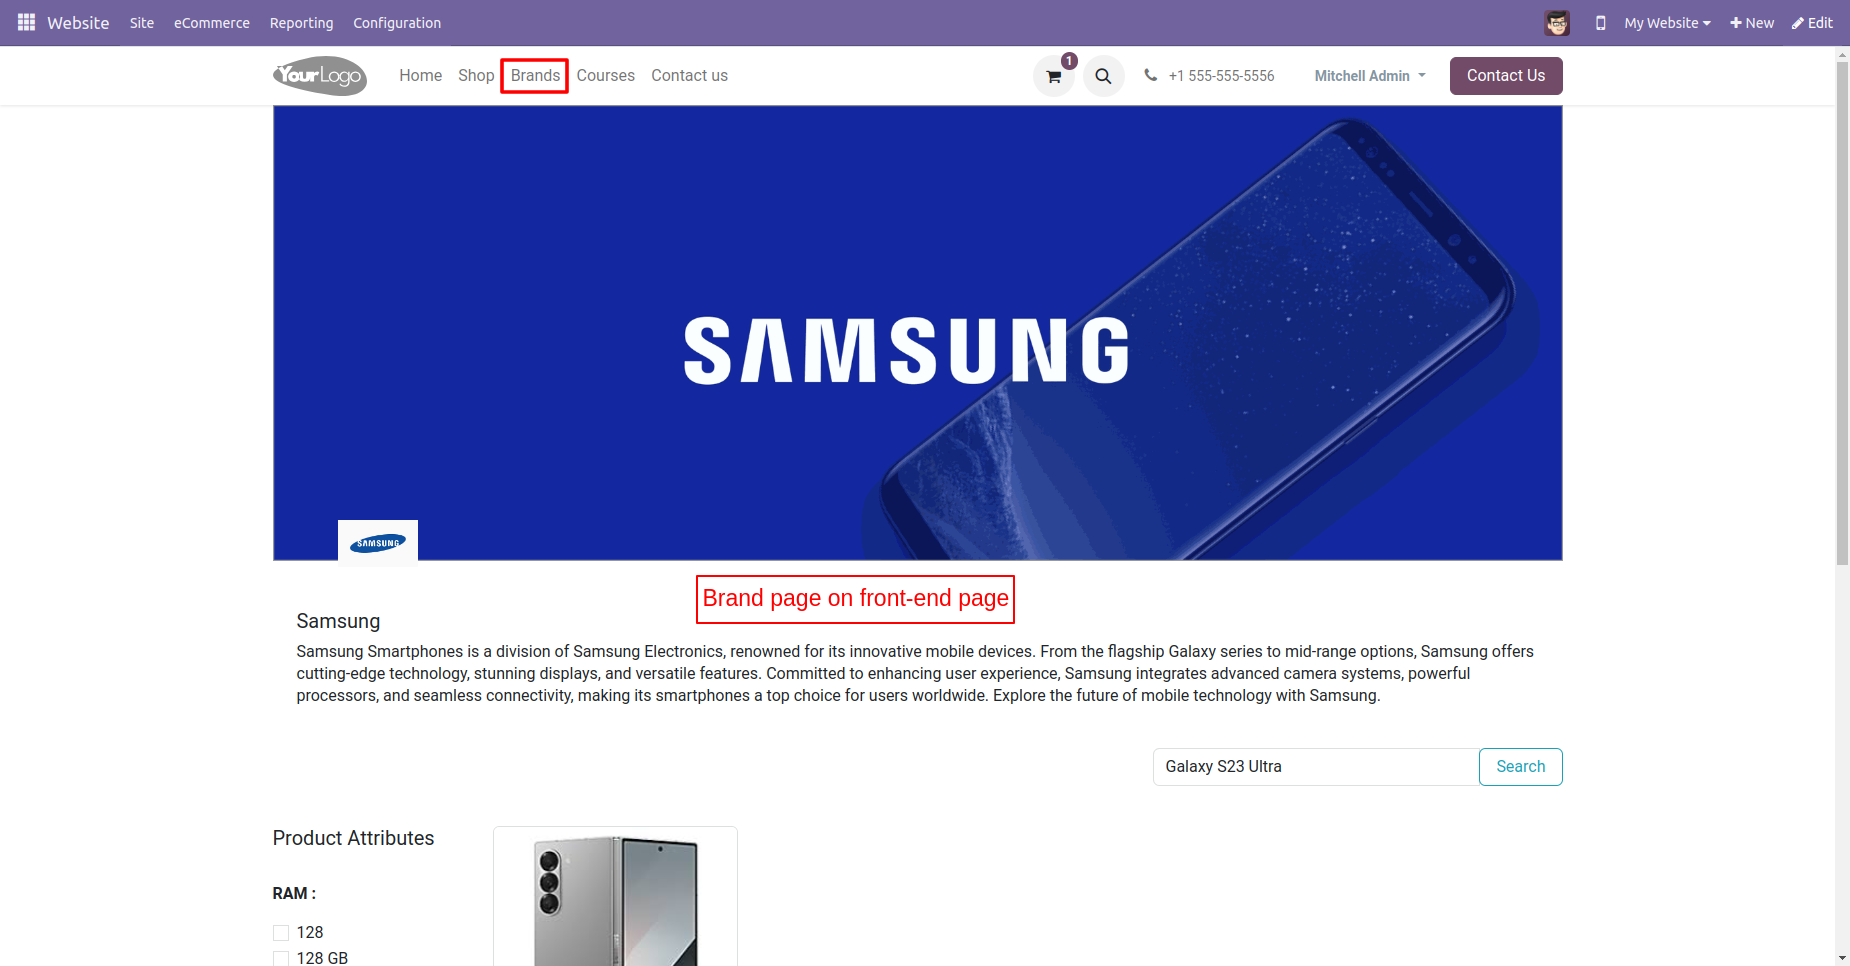 Website Site eCommerce Reporting Configuration My Website New Edit
YourLogo Home Shop Brands Courses Contact us 1 +1 555-555-5556 Mitchell Admin Contact Us
SAMSUNG
SAMSUNG
Brand page on front-end page
Samsung
Samsung Smartphones is a division of Samsung Electronics, renowned for its innovative mobile devices. From the flagship Galaxy series to mid-range options, Samsung offers
cutting-edge technology, stunning displays, and versatile features. Committed to enhancing user experience, Samsung integrates advanced camera systems, powerful
processors, and seamless connectivity, making its smartphones a top choice for users worldwide. Explore the future of mobile technology with Samsung.
Galaxy S23 Ultra Search
Product Attributes
RAM :
128
128 GB